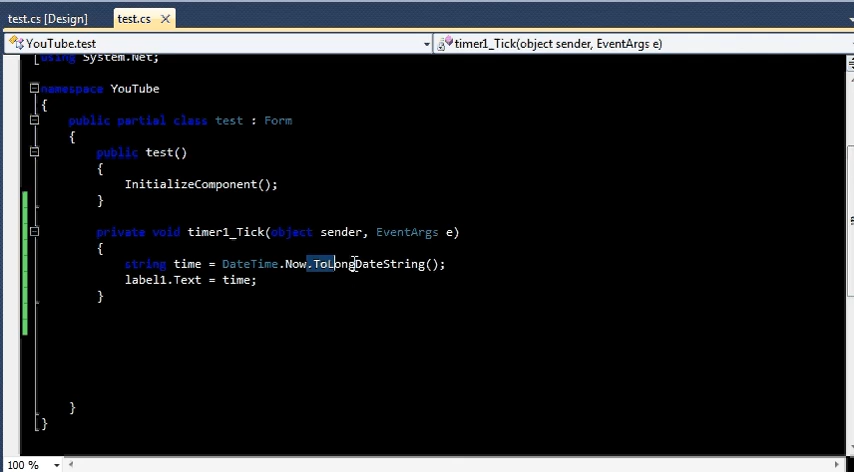 test.cs [Design] test.cs
YouTube.test timer1_Tick(object sender, EventArgs e)
using System.Net;
namespace YouTube
{
public partial class test : Form
{
public test()
{
InitializeComponent();
}
private void timer1_Tick(object sender, EventArgs e)
{
string time = DateTime.Now.ToLongDateString();
label1.Text = time;
}
}
}
100 %